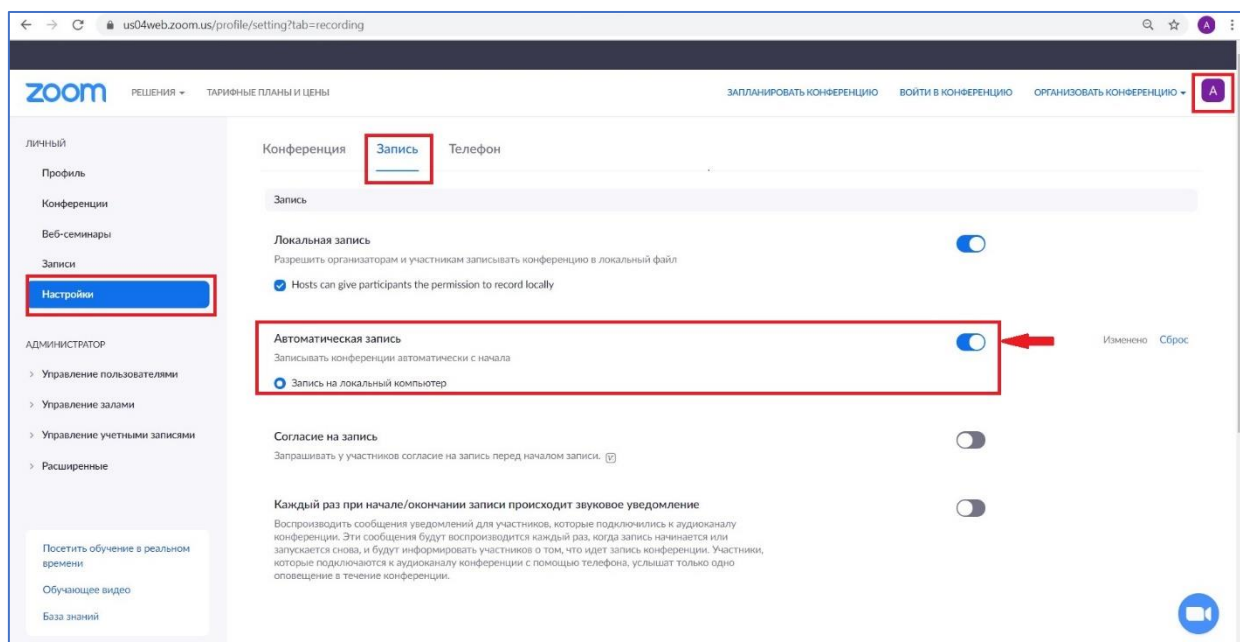 us04web.zoom.us/profile/setting?tab=recording
A
zoom
РЕШЕНИЯ
ТАРИФНЫЕ ПЛАНЫ И ЦЕНЫ
ЗАПЛАНИРОВАТЬ КОНФЕРЕНЦИЮ
ВОЙТИ В КОНФЕРЕНЦИЮ
ОРГАНИЗОВАТЬ КОНФЕРЕНЦИЮ
A
ЛИЧНЫЙ
Профиль
Конференции
Веб-семинары
Записи
Настройки
АДМИНИСТРАТОР
Управление пользователями
Управление залами
Управление учетными записями
Расширенные
Посетить обучение в реальном
времени
Обучающее видео
База знаний
Конференция
Запись
Телефон
Запись
Локальная запись
Разрешить организаторам и участникам записывать конференцию в локальный файл
Hosts can give participants the permission to record locally
Автоматическая запись
Записывать конференции автоматически с начала
Запись на локальный компьютер
Изменено Сброс
Согласие на запись
Запрашивать у участников согласие на запись перед началом записи.
Каждый раз при начале/окончании записи происходит звуковое уведомление
Воспроизводить сообщения уведомлений для участников, которые подключились к аудиоканалу
конференции. Эти сообщения будут воспроизводится каждый раз, когда запись начинается или
запускается снова, и будут информировать участников о том, что идет запись конференции. Участники,
которые подключаются к аудиоканалу конференции с помощью телефона, услышат только одно
оповещение в течение конференции.